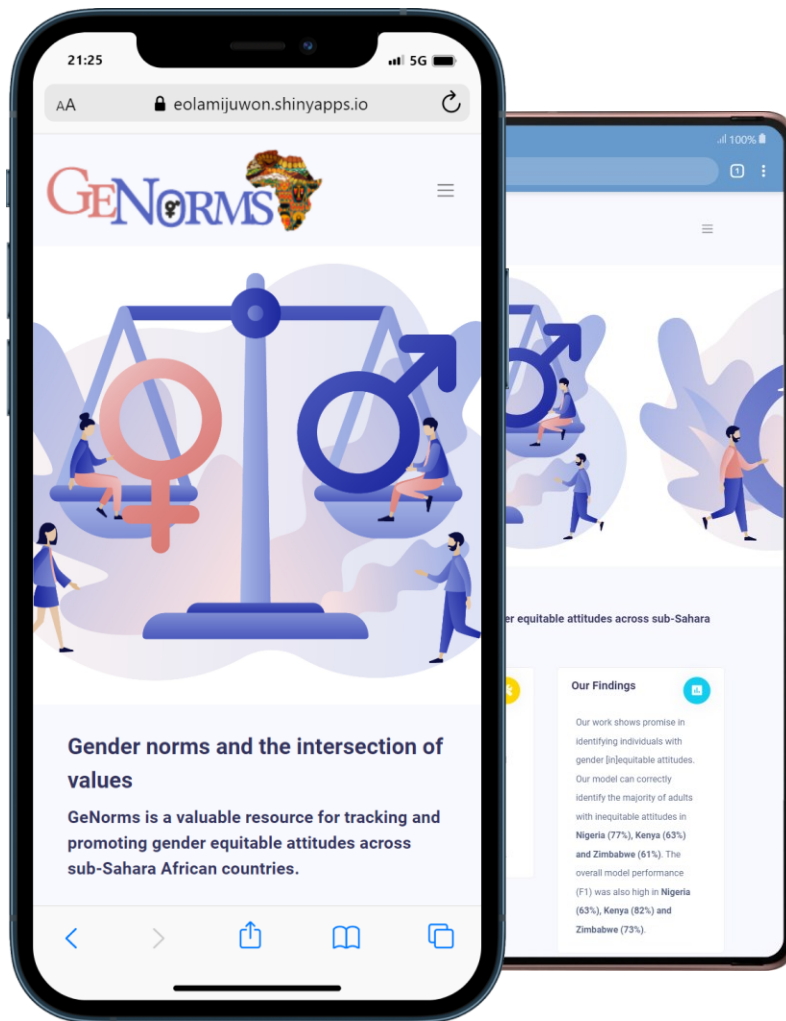 21:25
5G
AA
eolamijuwon.shinyapps.io
GENORMS
Gender norms and the intersection of
values
GeNorms is a valuable resource for tracking and
promoting gender equitable attitudes across
sub-Sahara African countries.
100%
1
equitable attitudes across sub-Sahara
Our Findings
Our work shows promise in
identifying individuals with
gender [in]equitable attitudes.
Our model can correctly
identify the majority of adults
with inequitable attitudes in
Nigeria (77%), Kenya (63%)
and Zimbabwe (61%). The
overall model performance
(F1) was also high in Nigeria
(63%), Kenya (82%) and
Zimbabwe (73%).